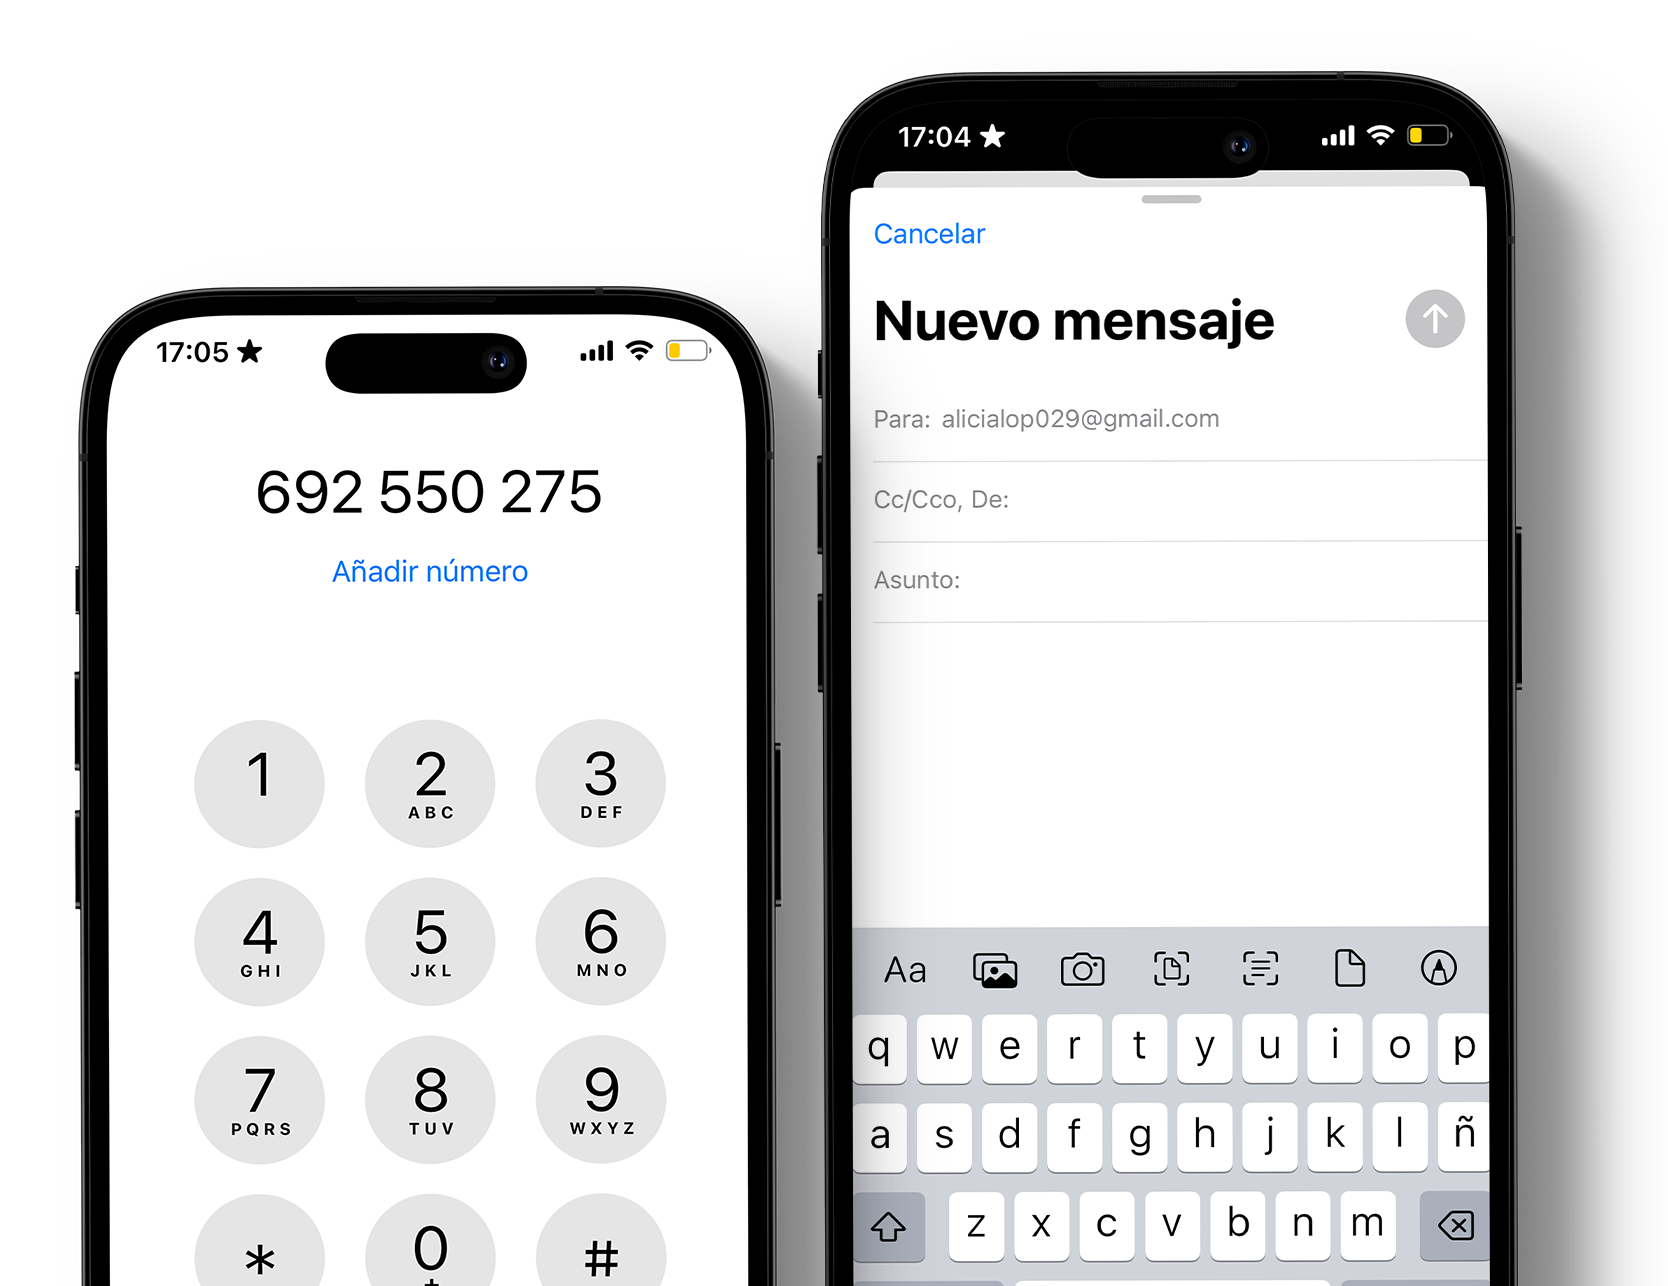 17:05
692 550 275
Añadir número
1
2
ABC
3
DEF
4
GHI
5
JKL
6
MNO
7
PQRS
8
TUV
9
WXYZ
*
0
+
#
17:04
Cancelar
Nuevo mensaje
Para: alicialop029@gmail.com
Cc/Cco, De:
Asunto:
Aa
q w e r t y u i o p
a s d f g h j k l ñ
z x c v b n m